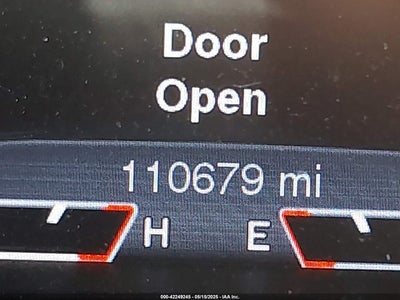 Door
Open
110679 mi
H E
000-42249245 - 05/15/2025 - IAA Inc.